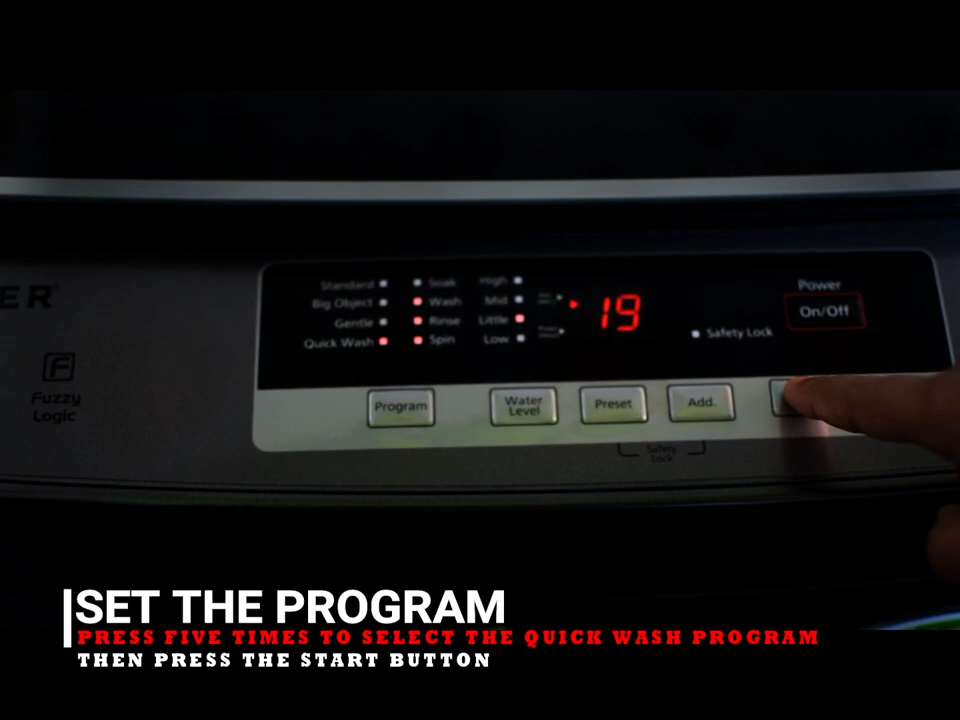 Standard
Soak
High
Power
Big Object
Wash
Mid
19
On/Off
Gentle
Rinse
Little
Quick Wash
Spin
Low
Safety Lock
ER
F
Fuzzy
Logic
Program
Water
Level
Preset
Add.
Safety
Lock
SET THE PROGRAM
PRESS FIVE TIMES TO SELECT THE QUICK WASH PROGRAM
THEN PRESS THE START BUTTON